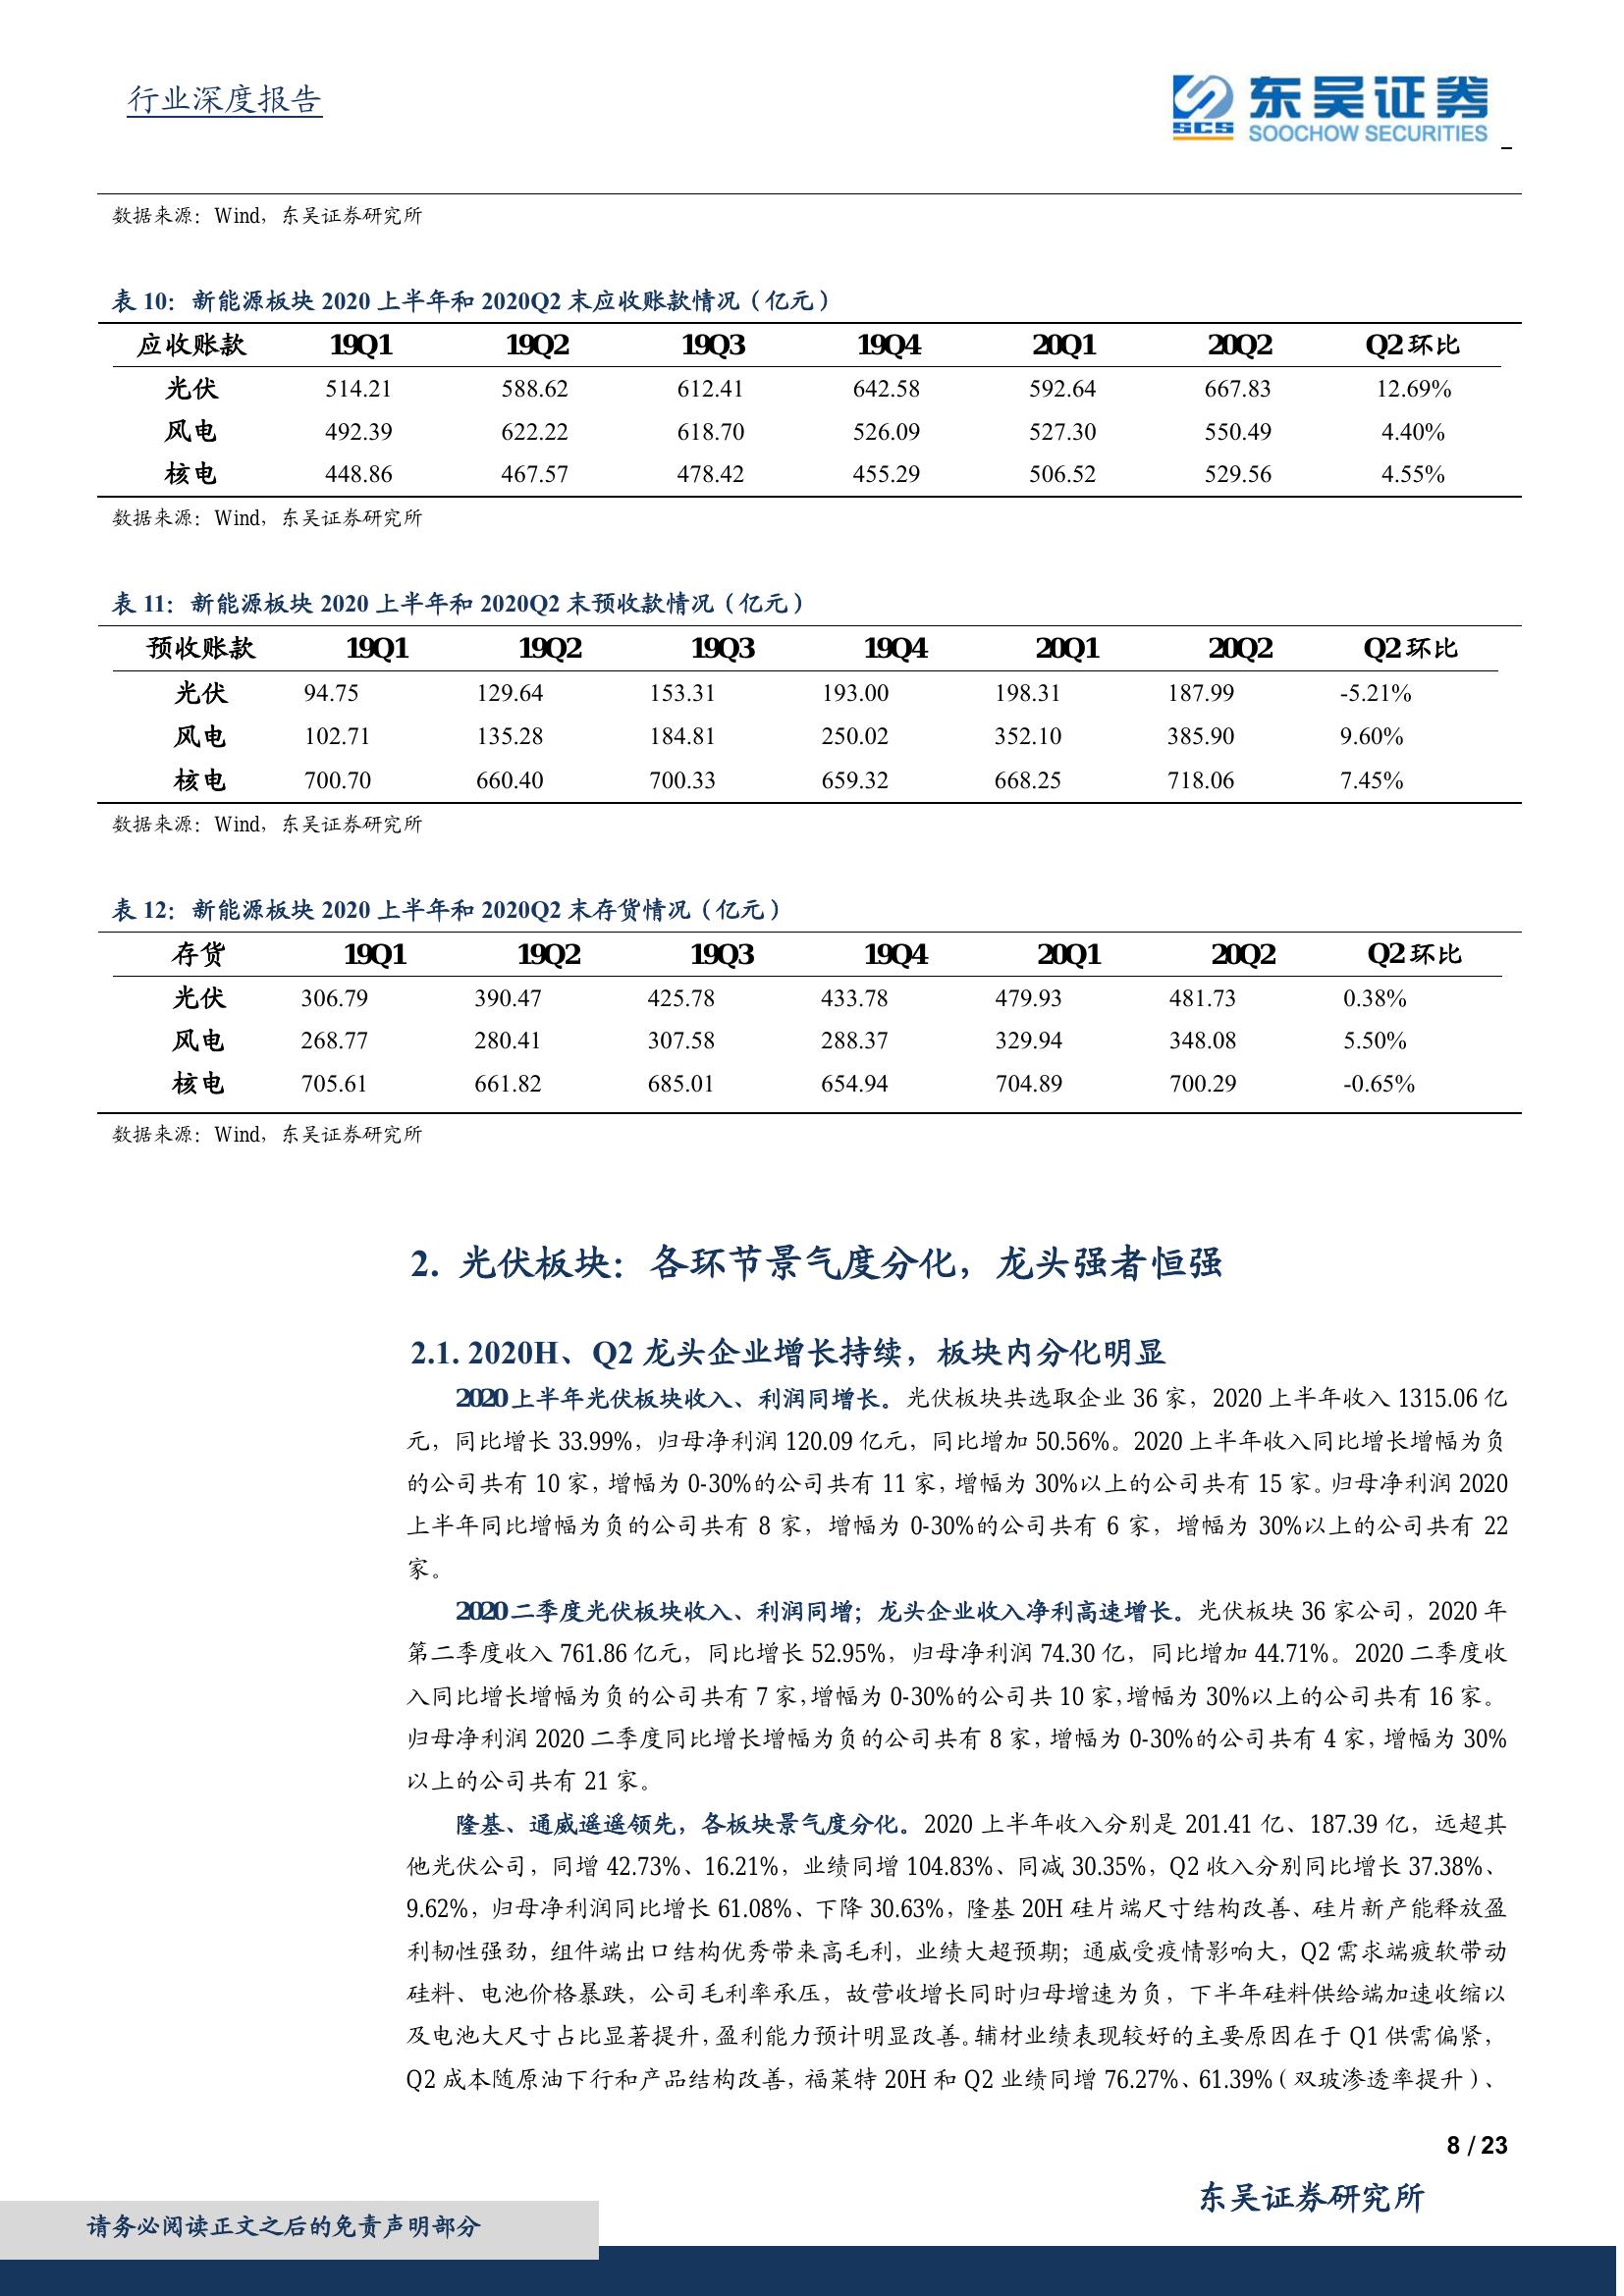 行业深度报告
SCS 东吴证券
SOOCHOW SECURITIES
数据来源：Wind，东吴证券研究所
表 10：新能源板块 2020 上半年和 2020Q2 末应收账款情况（亿元）
应收账款 19Q1 19Q2 19Q3 19Q4 20Q1 20Q2 Q2 环比
光伏 514.21 588.62 612.41 642.58 592.64 667.83 12.69%
风电 492.39 622.22 618.70 526.09 527.30 550.49 4.40%
核电 448.86 467.57 478.42 455.29 506.52 529.56 4.55%
数据来源：Wind，东吴证券研究所
表 11：新能源板块 2020 上半年和 2020Q2 末预收款情况（亿元）
预收账款 19Q1 19Q2 19Q3 19Q4 20Q1 20Q2 Q2 环比
光伏 94.75 129.64 153.31 193.00 198.31 187.99 -5.21%
风电 102.71 135.28 184.81 250.02 352.10 385.90 9.60%
核电 700.70 660.40 700.33 659.32 668.25 718.06 7.45%
数据来源：Wind，东吴证券研究所
表 12：新能源板块 2020 上半年和 2020Q2 末存货情况（亿元）
存货 19Q1 19Q2 19Q3 19Q4 20Q1 20Q2 Q2 环比
光伏 306.79 390.47 425.78 433.78 479.93 481.73 0.38%
风电 268.77 280.41 307.58 288.37 329.94 348.08 5.50%
核电 705.61 661.82 685.01 654.94 704.89 700.29 -0.65%
数据来源：Wind，东吴证券研究所
2. 光伏板块：各环节景气度分化，龙头强者恒强
2.1. 2020H、Q2 龙头企业增长持续，板块内分化明显
2020 上半年光伏板块收入、利润同增长。光伏板块共选取企业 36 家，2020 上半年收入 1315.06 亿
元，同比增长 33.99%，归母净利润 120.09 亿元，同比增加 50.56%。2020 上半年收入同比增长增幅为负
的公司共有 10 家，增幅为 0-30%的公司共有 11 家，增幅为 30%以上的公司共有 15 家。归母净利润 2020
上半年同比增幅为负的公司共有 8 家，增幅为 0-30%的公司共有 6 家，增幅为 30%以上的公司共有 22
家。
2020 二季度光伏板块收入、利润同增；龙头企业收入净利高速增长。光伏板块 36 家公司，2020 年
第二季度收入 761.86 亿元，同比增长 52.95%，归母净利润 74.30 亿，同比增加 44.71%。2020 二季度收
入同比增长增幅为负的公司共有 7 家，增幅为 0-30%的公司共 10 家，增幅为 30%以上的公司共有 16 家。
归母净利润 2020 二季度同比增长增幅为负的公司共有 8 家，增幅为 0-30%的公司共有 4 家，增幅为 30%
以上的公司共有 21 家。
隆基、通威遥遥领先，各板块景气度分化。2020 上半年收入分别是 201.41 亿、187.39 亿，远超其
他光伏公司，同增 42.73%、16.21%，业绩同增 104.83%、同减 30.35%，Q2 收入分别同比增长 37.38%、
9.62%，归母净利润同比增长 61.08%、下降 30.63%，隆基 20H 硅片端尺寸结构改善、硅片新产能释放盈
利韧性强劲，组件端出口结构优秀带来高毛利，业绩大超预期；通威受疫情影响大，Q2 需求端疲软带动
硅料、电池价格暴跌，公司毛利率承压，故营收增长同时归母增速为负，下半年硅料供给端加速收缩以
及电池大尺寸占比显著提升，盈利能力预计明显改善。辅材业绩表现较好的主要原因在于 Q1 供需偏紧，
Q2 成本随原油下行和产品结构改善，福莱特 20H 和 Q2 业绩同增 76.27%、61.39%（双玻渗透率提升）、
8 / 23
东吴证券研究所
请务必阅读正文之后的免责声明部分